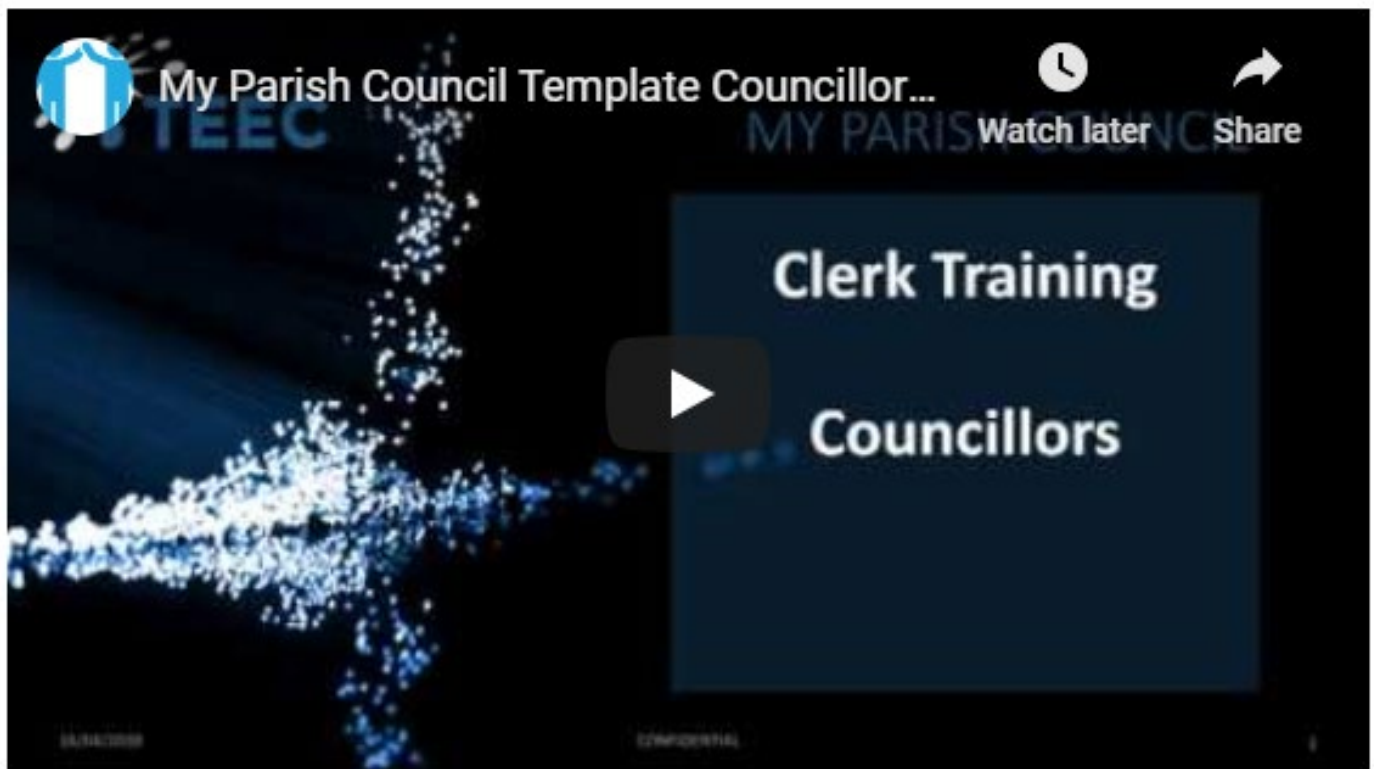 My Parish Council Template Councillor...
Watch later
Share
TEEC
MY PARISH COUNCIL
Clerk Training
Councillors
CONFIDENTIAL